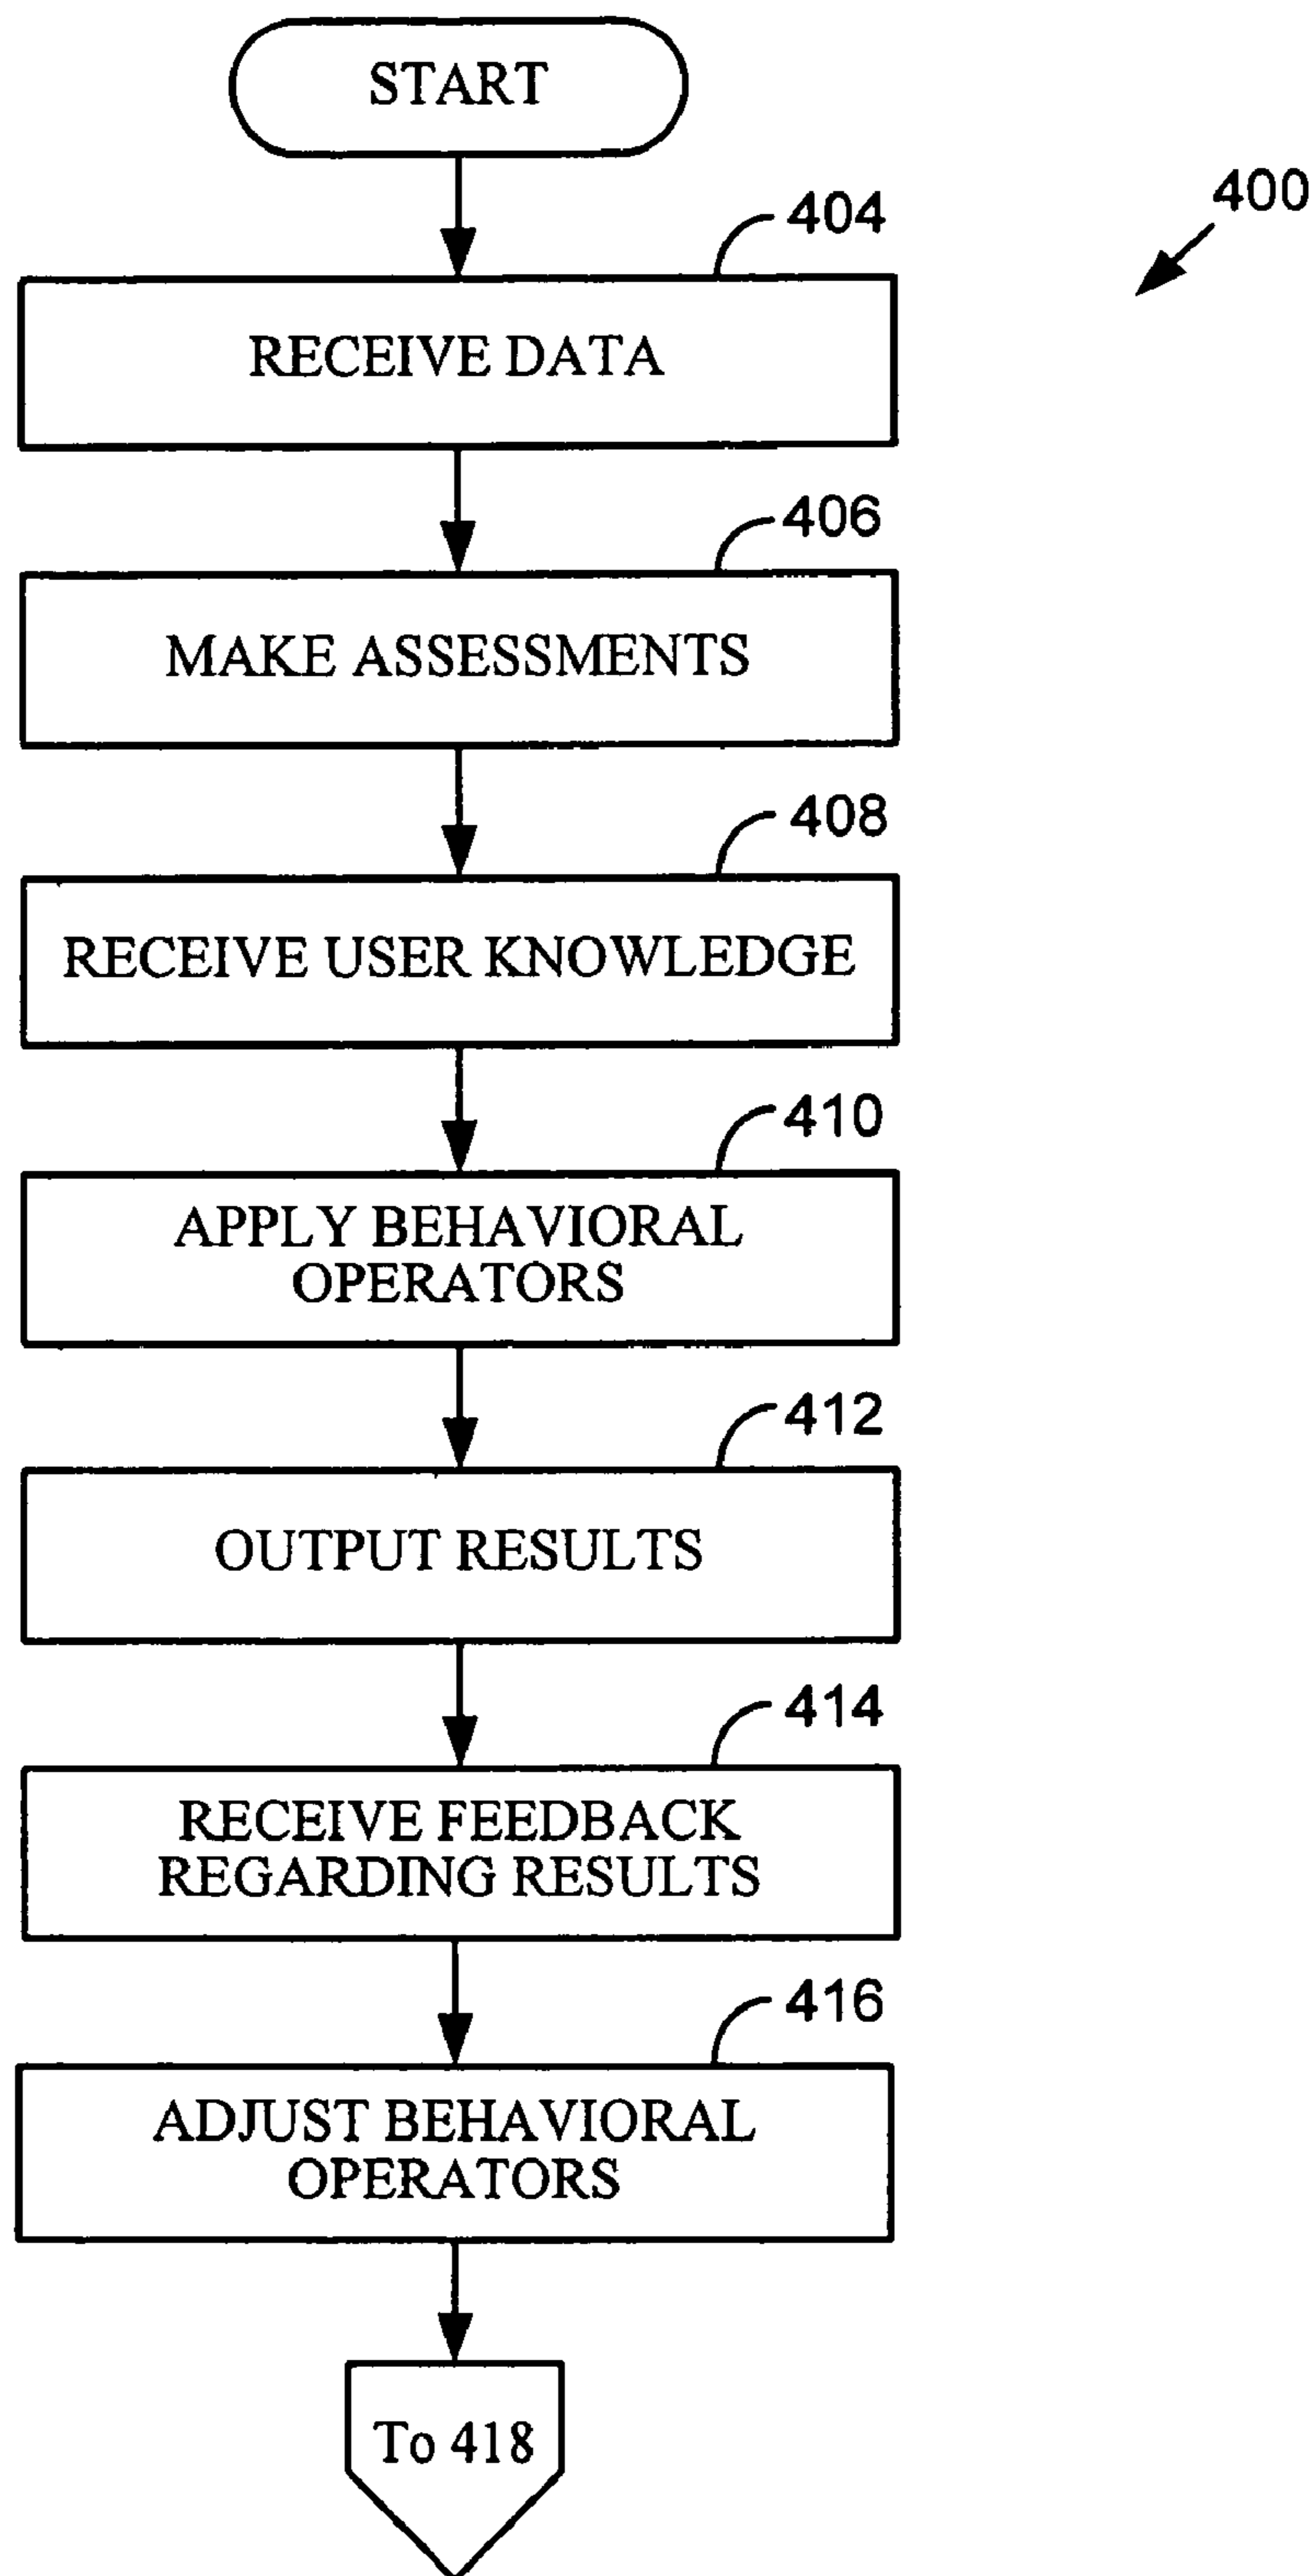 START
400
404
RECEIVE DATA
406
MAKE ASSESSMENTS
408
RECEIVE USER KNOWLEDGE
410
APPLY BEHAVIORAL
OPERATORS
412
OUTPUT RESULTS
414
RECEIVE FEEDBACK
REGARDING RESULTS
416
ADJUST BEHAVIORAL
OPERATORS
To 418